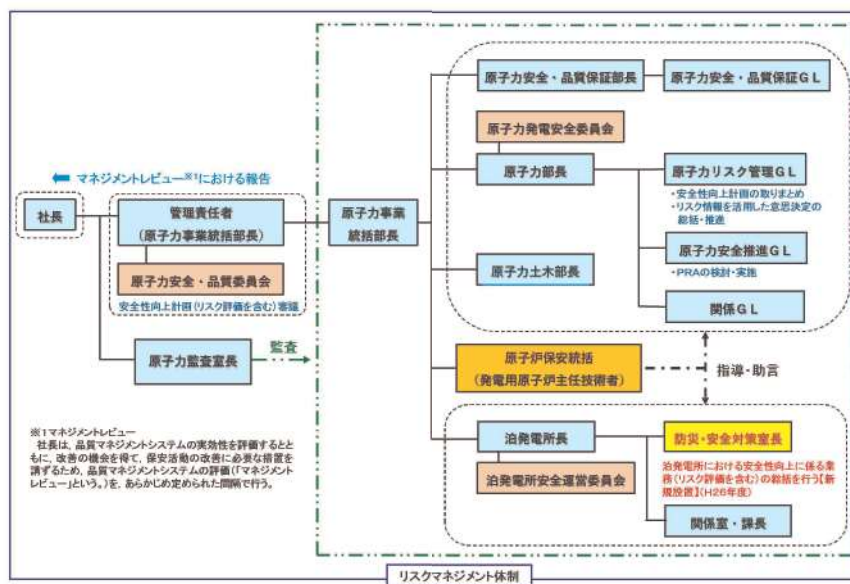 原子力安全・品質保証部長
原子力安全・品質保証GL
原子力発電安全委員会
マネジメントレビュー※1における報告
原子力部長
原子力リスク管理GL
・安全性向上計画の取りまとめ
・リスク情報を活用した意思決定の
総括・推進
社長
管理責任者
(原子力事業統括部長)
原子力事業
統括部長
原子力安全推進GL
・PRAの検討・実施
原子力安全・品質委員会
原子力土木部長
安全性向上計画(リスク評価を含む)審議
関係GL
原子力監査室長
監査
原子炉保安統括
(発電用原子炉主任技術者)
指導・助言
※1マネジメントレビュー
社長は、品質マネジメントシステムの実効性を評価するとと
もに、改善の機会を得て、保安活動の改善に必要な措置を
講ずるため、品質マネジメントシステムの評価(「マネジメント
レビュー」という。)を、あらかじめ定められた間隔で行う。
泊発電所長
防災・安全対策室長
泊発電所における安全性向上に係る業
務(リスク評価を含む)の総括を行う【新
規設置】(H26年度)
泊発電所安全運営委員会
関係室・課長
リスクマネジメント体制